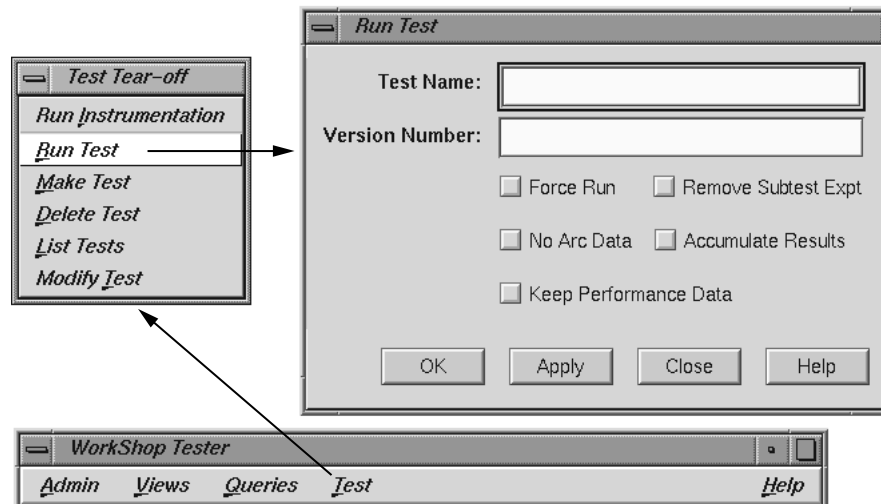 Run Test
Test Name:
Version Number:
Force Run Remove Subtest Expt
No Arc Data Accumulate Results
Keep Performance Data
OK Apply Close Help
Test Tear-off
Run Instrumentation
Run Test
Make Test
Delete Test
List Tests
Modify Test
WorkShop Tester
Admin Views Queries Test Help